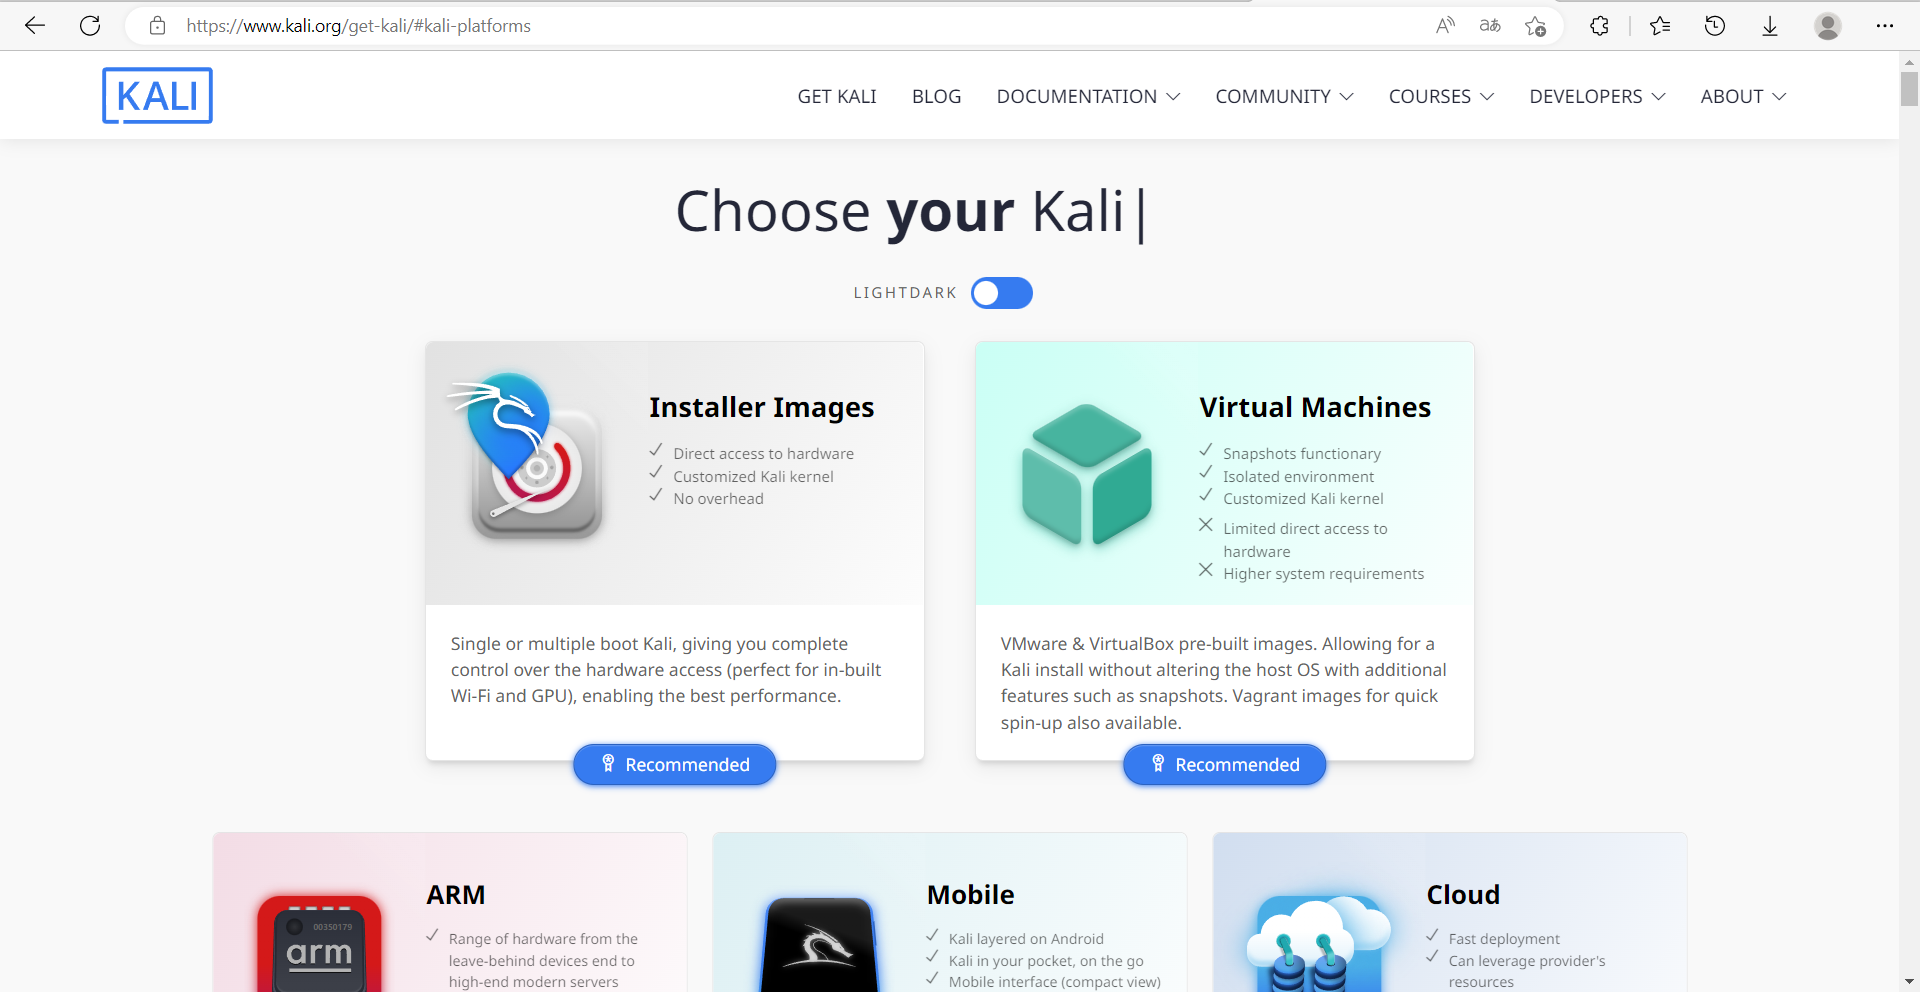 https://www.kali.org/get-kali/#kali-platforms
KALI
GET KALI BLOG DOCUMENTATION COMMUNITY COURSES DEVELOPERS ABOUT
Choose your Kali|
LIGHTDARK
Installer Images
Direct access to hardware
Customized Kali kernel
No overhead
Single or multiple boot Kali, giving you complete
control over the hardware access (perfect for in-built
Wi-Fi and GPU), enabling the best performance.
Recommended
Virtual Machines
Snapshots functionary
Isolated environment
Customized Kali kernel
Limited direct access to
hardware
Higher system requirements
VMware & VirtualBox pre-built images. Allowing for a
Kali install without altering the host OS with additional
features such as snapshots. Vagrant images for quick
spin-up also available.
Recommended
00350179
arm
ARM
Range of hardware from the
leave-behind devices end to
high-end modern servers
Mobile
Kali layered on Android
Kali in your pocket, on the go
Mobile interface (compact view)
Cloud
Fast deployment
Can leverage provider's
resources